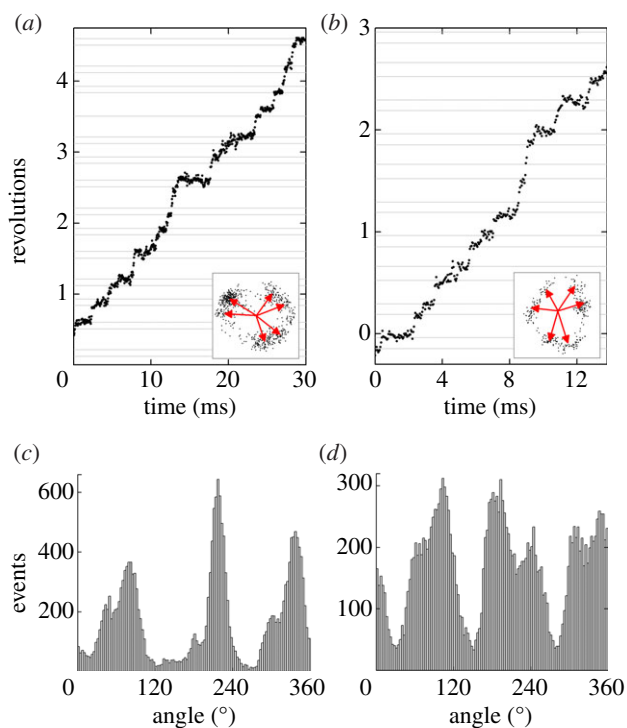 (a)
(b)
4
3
2
1
revolutions
0 10 20 30
time (ms)
3
2
1
0
0 4 8 12
time (ms)
(c)
(d)
600
400
200
events
0 120 240 360
angle (°)
300
200
100
0 120 240 360
angle (°)